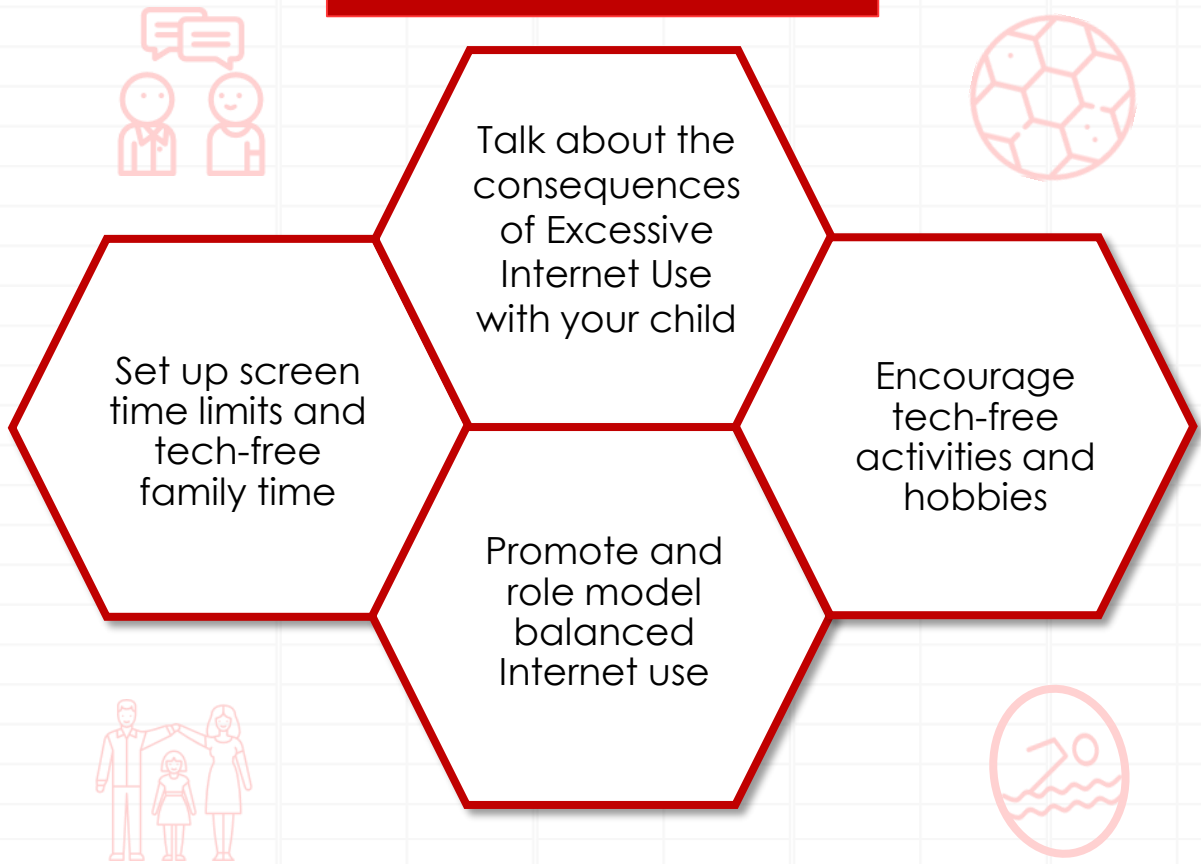 Talk about the
consequences
of Excessive
Internet Use
with your child
Set up screen
time limits and
tech-free
family time
Encourage
tech-free
activities and
hobbies
Promote and
role model
balanced
Internet use